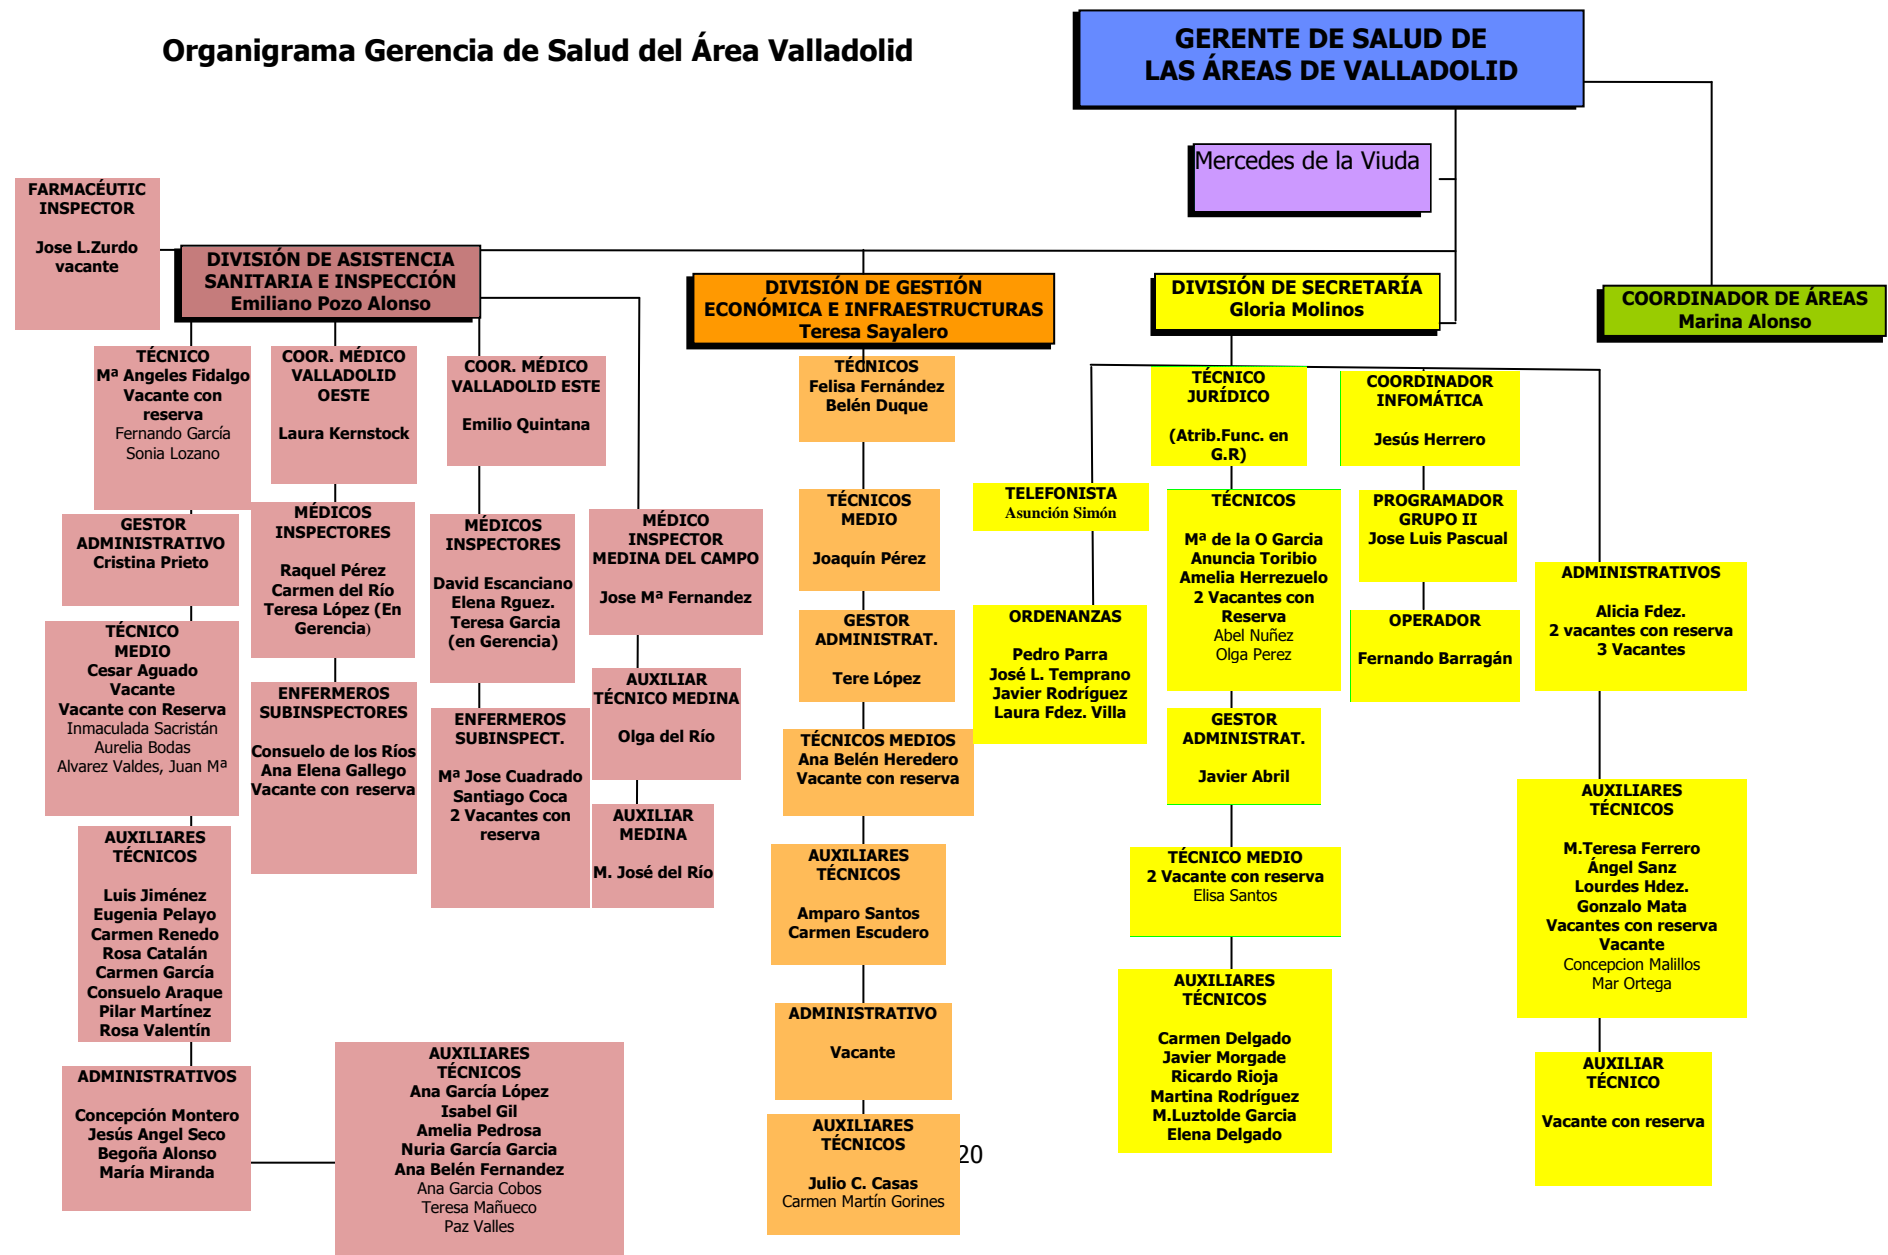 Organigrama Gerencia de Salud del Área Valladolid
GERENTE DE SALUD DE
LAS ÁREAS DE VALLADOLID
Mercedes de la Viuda
FARMACÉUTIC
INSPECTOR
Jose L.Zurdo
vacante
DIVISIÓN DE ASISTENCIA
SANITARIA E INSPECCIÓN
Emiliano Pozo Alonso
DIVISIÓN DE GESTIÓN
ECONÓMICA E INFRAESTRUCTURAS
Teresa Sayalero
DIVISIÓN DE SECRETARÍA
Gloria Molinos
COORDINADOR DE ÁREAS
Marina Alonso
TÉCNICO
Mª Angeles Fidalgo
Vacante con
reserva
Fernando García
Sonia Lozano
GESTOR
ADMINISTRATIVO
Cristina Prieto
TÉCNICO
MEDIO
Cesar Aguado
Vacante
Vacante con Reserva
Inmaculada Sacristán
Aurelia Bodas
Alvarez Valdes, Juan Mª
AUXILIARES
TÉCNICOS
Luis Jiménez
Eugenia Pelayo
Carmen Renedo
Rosa Catalán
Carmen García
Consuelo Araque
Pilar Martínez
Rosa Valentín
ADMINISTRATIVOS
Concepción Montero
Jesús Angel Seco
Begoña Alonso
María Miranda
AUXILIARES
TÉCNICOS
Ana García López
Isabel Gil
Amelia Pedrosa
Nuria García Garcia
Ana Belén Fernandez
Ana Garcia Cobos
Teresa Mañueco
Paz Valles
COOR. MÉDICO
VALLADOLID
OESTE
Laura Kernstock
MÉDICOS
INSPECTORES
Raquel Pérez
Carmen del Río
Teresa López (En
Gerencia)
ENFERMEROS
SUBINSPECTORES
Consuelo de los Ríos
Ana Elena Gallego
Vacante con reserva
COOR. MÉDICO
VALLADOLID ESTE
Emilio Quintana
MÉDICOS
INSPECTORES
David Escanciano
Elena Rguez.
Teresa Garcia
(en Gerencia)
ENFERMEROS
SUBINSPECT.
Mª Jose Cuadrado
Santiago Coca
2 Vacantes con
reserva
MÉDICO
INSPECTOR
MEDINA DEL CAMPO
Jose Mª Fernandez
AUXILIAR
TÉCNICO MEDINA
Olga del Río
AUXILIAR
MEDINA
M. José del Río
TÉCNICOS
Felisa Fernández
Belén Duque
TÉCNICOS
MEDIO
Joaquín Pérez
GESTOR
ADMINISTRAT.
Tere López
TÉCNICOS MEDIOS
Ana Belén Heredero
Vacante con reserva
AUXILIARES
TÉCNICOS
Amparo Santos
Carmen Escudero
ADMINISTRATIVO
Vacante
AUXILIARES
TÉCNICOS
Julio C. Casas
Carmen Martín Gorines
20
TELEFONISTA
Asunción Simón
ORDENANZAS
Pedro Parra
José L. Temprano
Javier Rodríguez
Laura Fdez. Villa
TÉCNICO
JURÍDICO
(Atrib.Func. en
G.R)
TÉCNICOS
Mª de la O Garcia
Anuncia Toribio
Amelia Herrezuelo
2 Vacantes con
Reserva
Abel Nuñez
Olga Perez
GESTOR
ADMINISTRAT.
Javier Abril
TÉCNICO MEDIO
2 Vacante con reserva
Elisa Santos
AUXILIARES
TÉCNICOS
Carmen Delgado
Javier Morgade
Ricardo Rioja
Martina Rodríguez
M.Luztolde Garcia
Elena Delgado
COORDINADOR
INFOMÁTICA
Jesús Herrero
PROGRAMADOR
GRUPO II
Jose Luis Pascual
OPERADOR
Fernando Barragán
ADMINISTRATIVOS
Alicia Fdez.
2 vacantes con reserva
3 Vacantes
AUXILIARES
TÉCNICOS
M.Teresa Ferrero
Ángel Sanz
Lourdes Hdez.
Gonzalo Mata
Vacantes con reserva
Vacante
Concepcion Malillos
Mar Ortega
AUXILIAR
TÉCNICO
Vacante con reserva